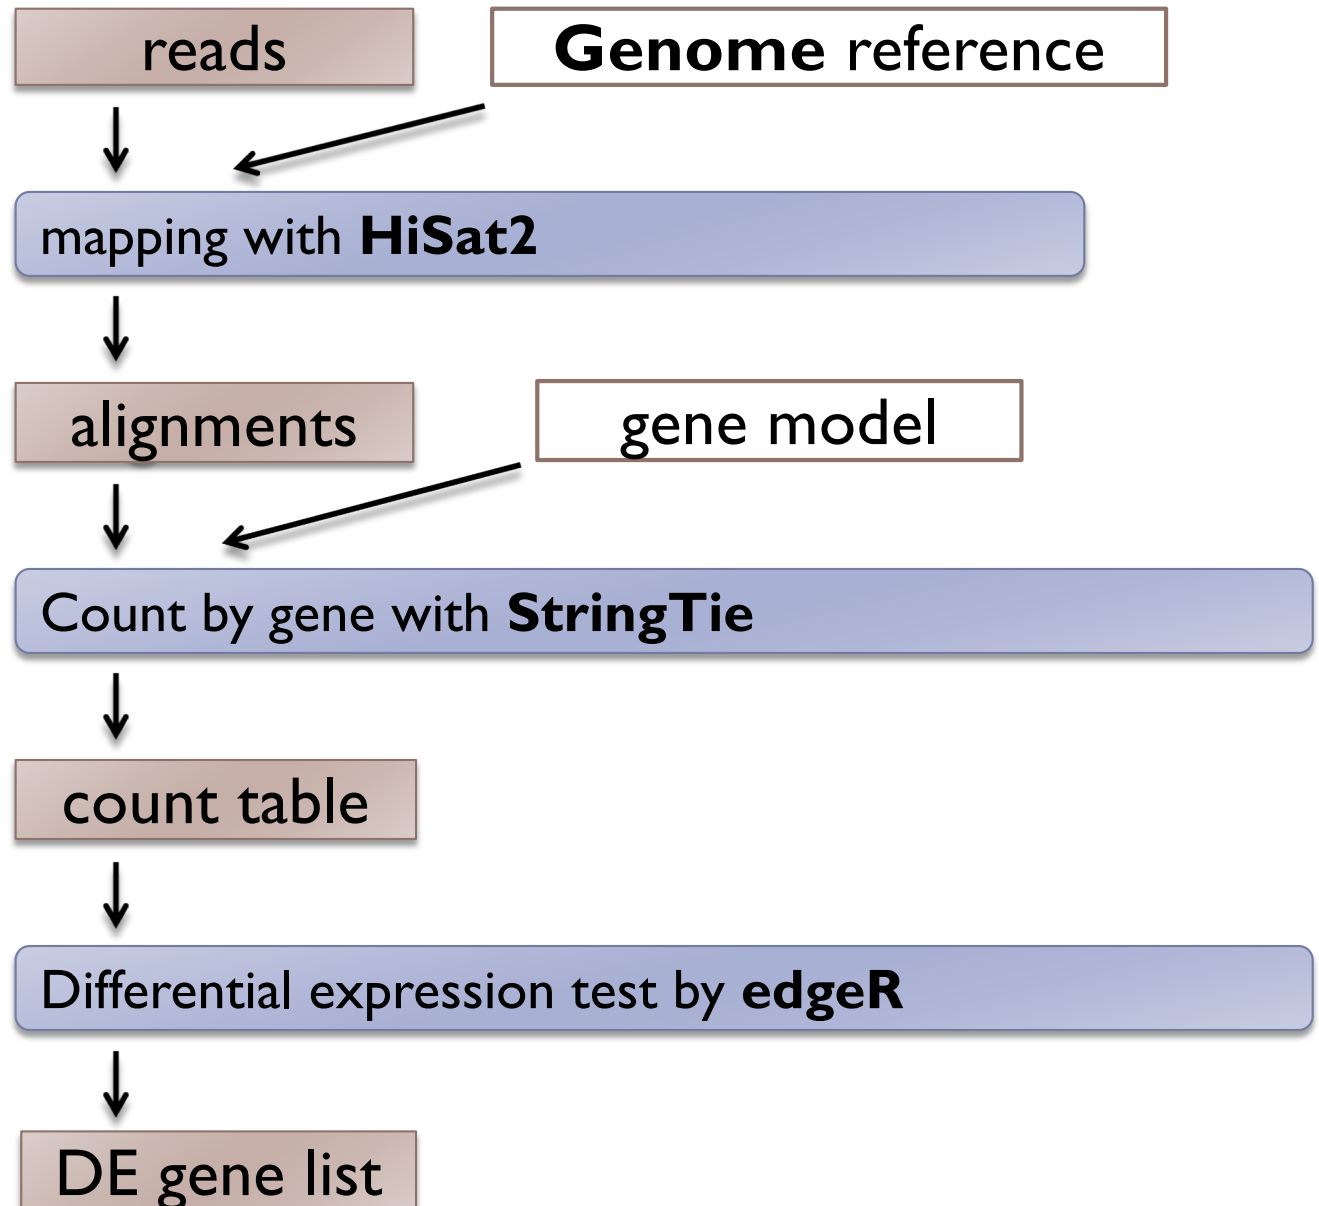 reads
Genome reference
mapping with HiSat2
alignments
gene model
Count by gene with StringTie
count table
Differential expression test by edgeR
DE gene list